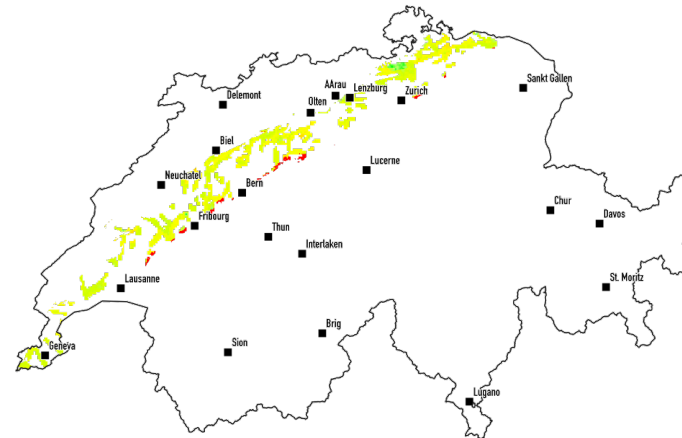 Sankt Gallen
AArau
Lenzburg
Zurich
Delemont
Olten
Biel
Lucerne
Neuchatel
Bern
Chur
Davos
Fribourg
Thun
Interlaken
Lausanne
St. Moritz
Brig
Geneva
Sion
Lugano